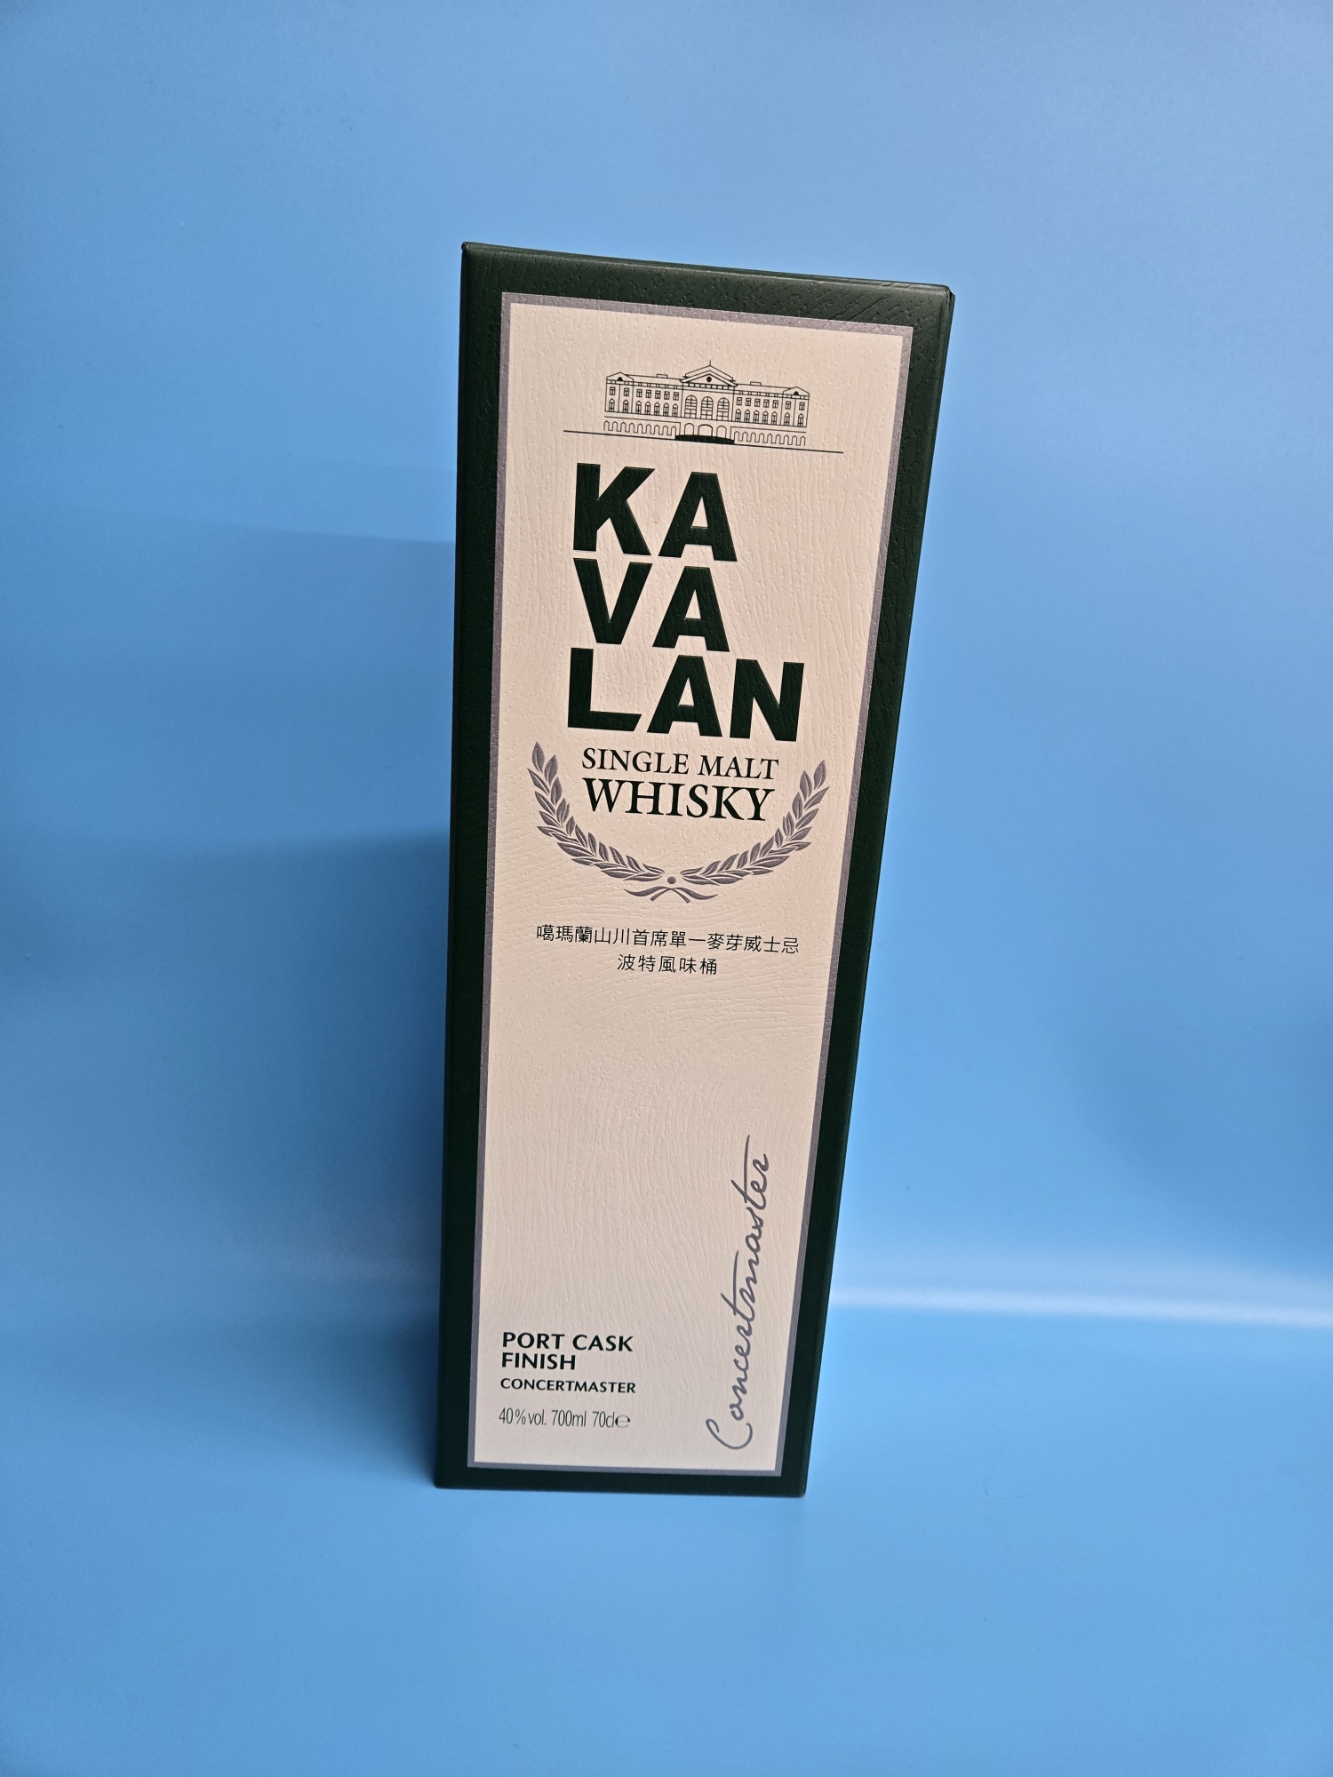 KA
VA
LAN
SINGLE MALT
WHISKY
噶瑪蘭山川首席單一麥芽威士忌
波特風味桶
Concertmaster
PORT CASK
FINISH
CONCERTMASTER
40%vol. 700ml 70cl℮